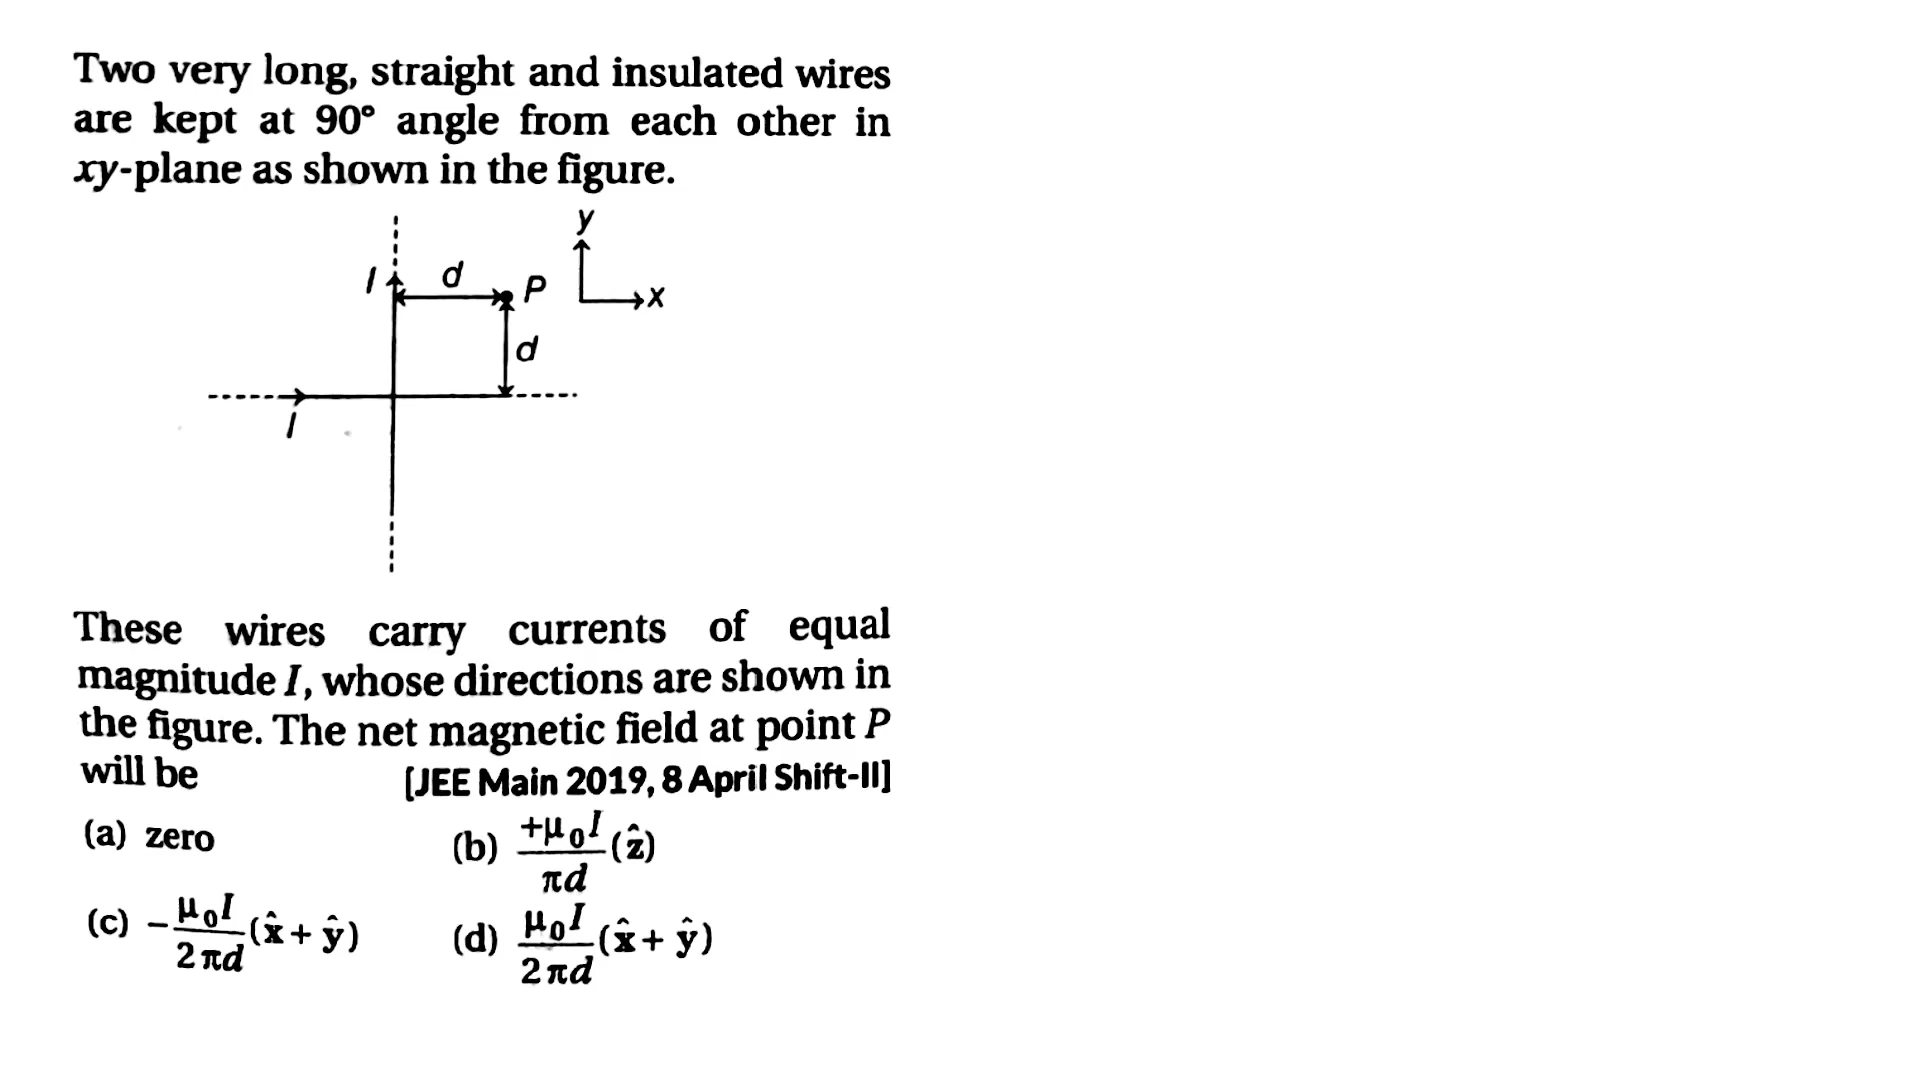 Two very long, straight and insulated wires
are kept at 90° angle from each other in
xy-plane as shown in the figure.
y
I d P
x
d
I
These wires carry currents of equal
magnitude I, whose directions are shown in
the figure. The net magnetic field at point P
will be [JEE Main 2019, 8 April Shift-II]
(a) zero (b) +μ₀I/πd (ẑ)
(c) −μ₀I/2πd (x̂ + ŷ) (d) μ₀I/2πd (x̂ + ŷ)